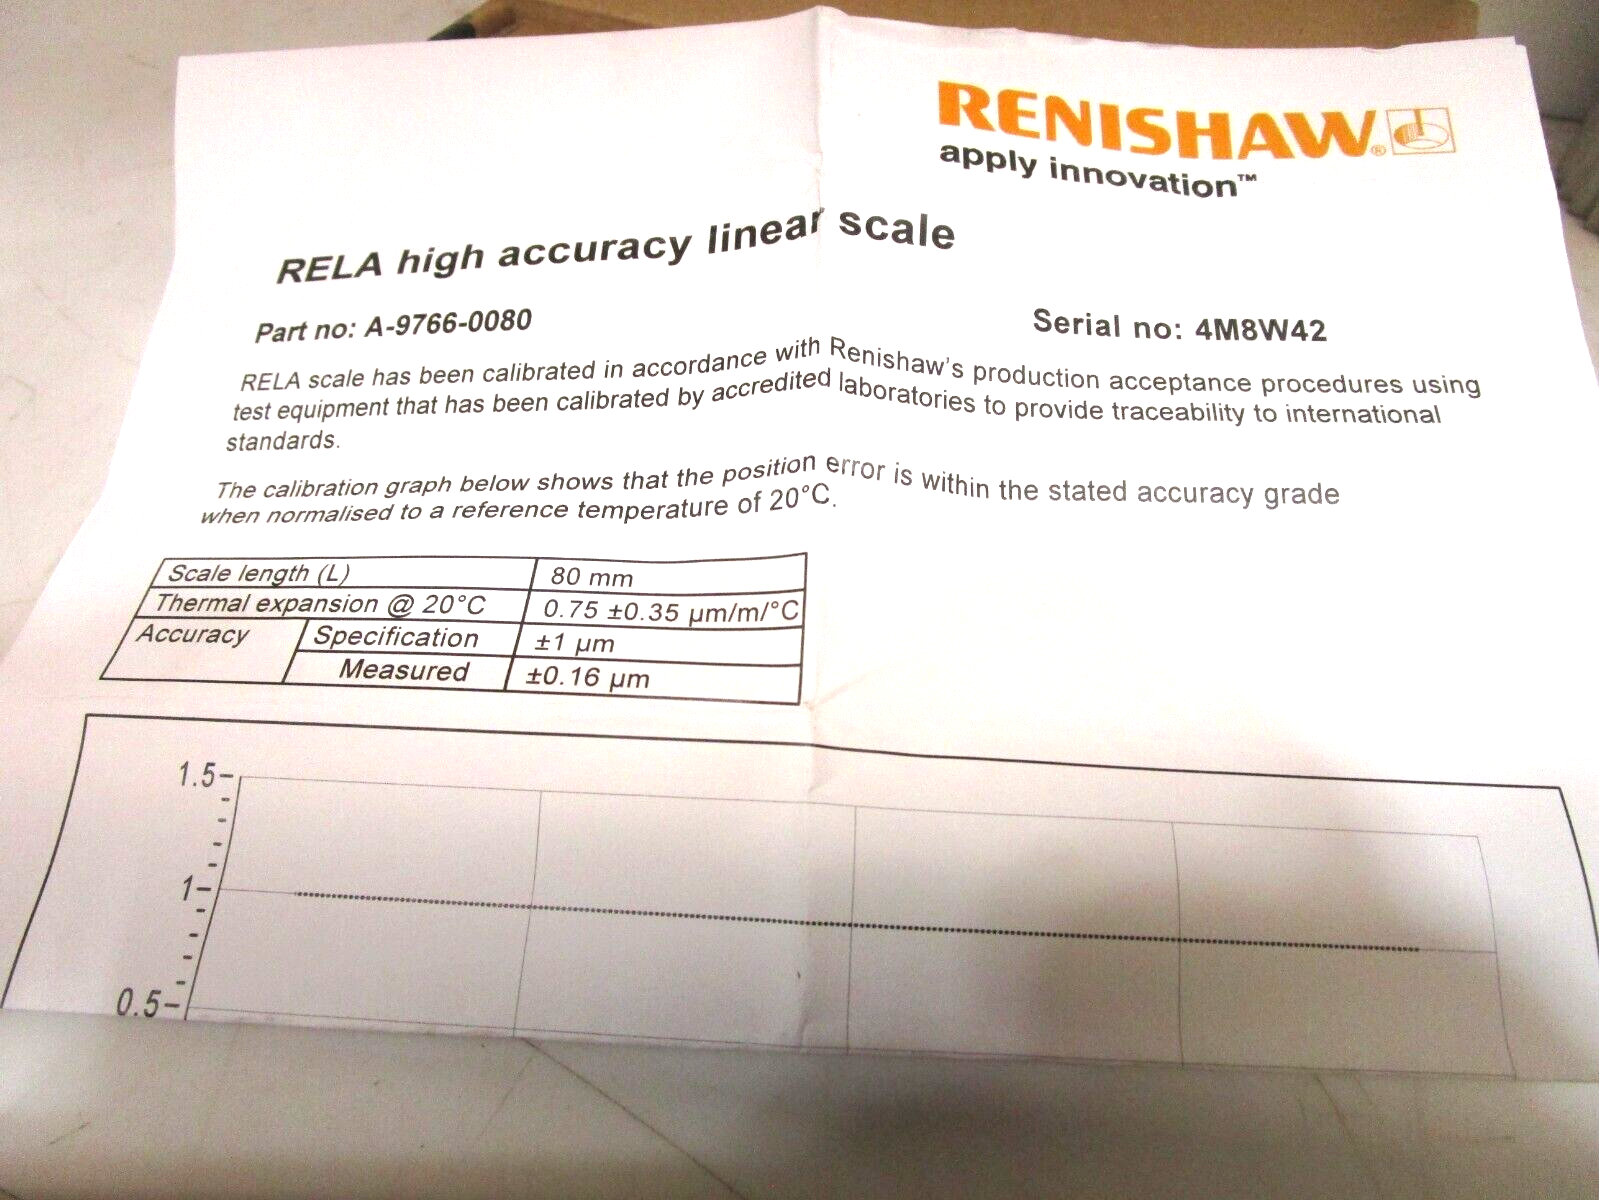 RENISHAW®
apply innovation™
RELA high accuracy linear scale
Part no: A-9766-0080
Serial no: 4M8W42
RELA scale has been calibrated in accordance with Renishaw's production acceptance procedures using
test equipment that has been calibrated by accredited laboratories to provide traceability to international
standards.
The calibration graph below shows that the position error is within the stated accuracy grade
when normalised to a reference temperature of 20°C.
Scale length (L) 80 mm
Thermal expansion @ 20°C 0.75 ±0.35 µm/m/°C
Accuracy Specification ±1 µm
Measured ±0.16 µm
1.5
1
0.5